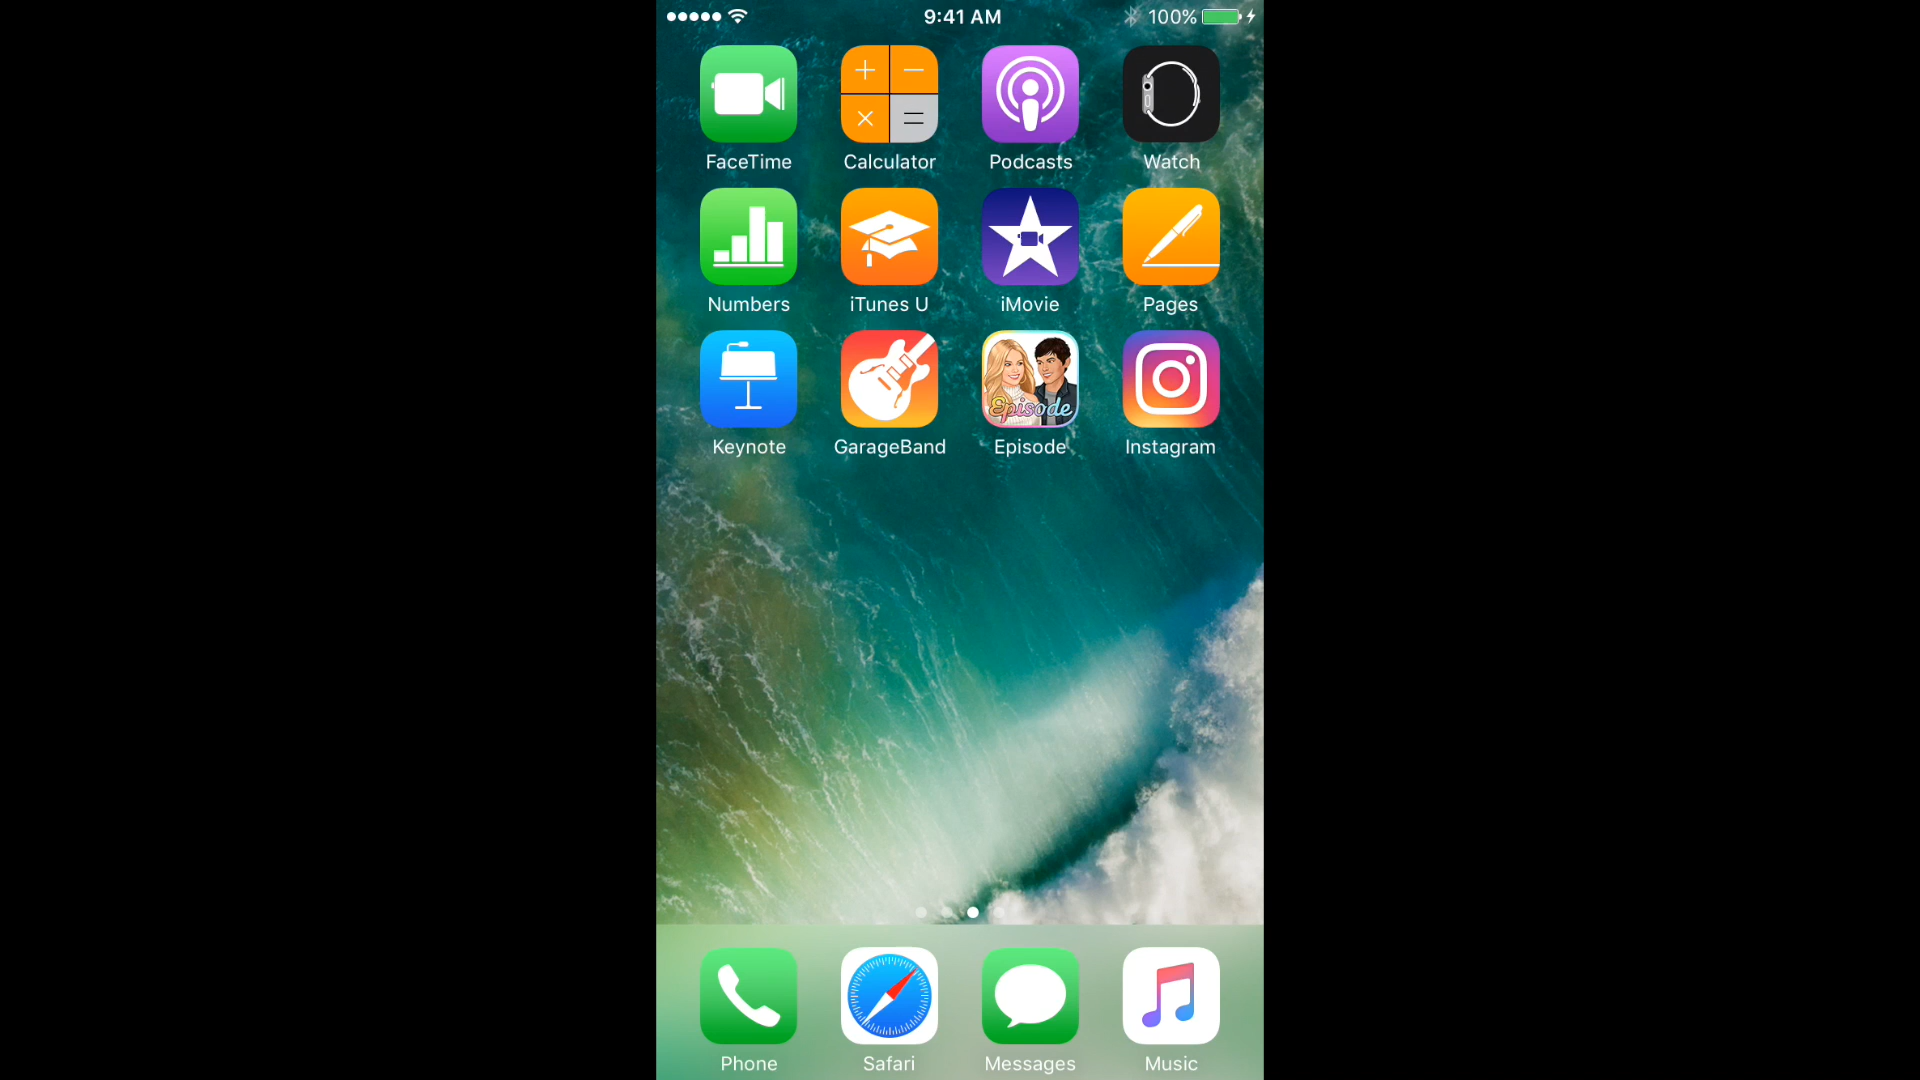 9:41 AM 100%
FaceTime Calculator Podcasts Watch
Numbers iTunes U iMovie Pages
Episode
Keynote GarageBand Episode Instagram
Phone Safari Messages Music